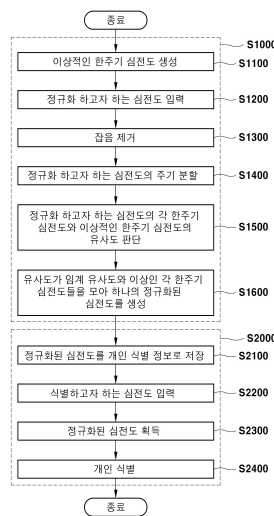 종료
S1000
이상적인 한주기 심전도 생성
S1100
정규화 하고자 하는 심전도 입력
S1200
잡음 제거
S1300
정규화 하고자 하는 심전도의 주기 분할
S1400
정규화 하고자 하는 심전도의 각 한주기
심전도와 이상적인 한주기 심전도의
유사도 판단
S1500
유사도가 임계 유사도와 이상인 각 한주기
심전도들을 모아 하나의 정규화된
심전도를 생성
S1600
S2000
정규화된 심전도를 개인 식별 정보로 저장
S2100
식별하고자 하는 심전도 입력
S2200
정규화된 심전도 획득
S2300
개인 식별
S2400
종료